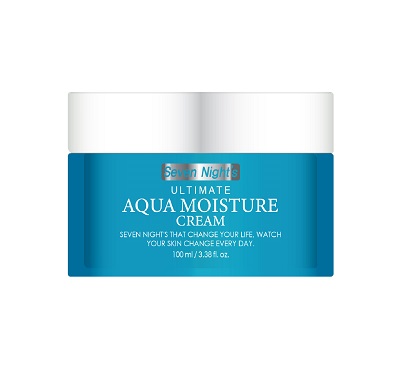 Seven Night's
ULTIMATE
AQUA MOISTURE
CREAM
SEVEN NIGHT'S THAT CHANGE YOUR LIFE, WATCH
YOUR SKIN CHANGE EVERY DAY.
100 ml / 3.38 fl. oz.